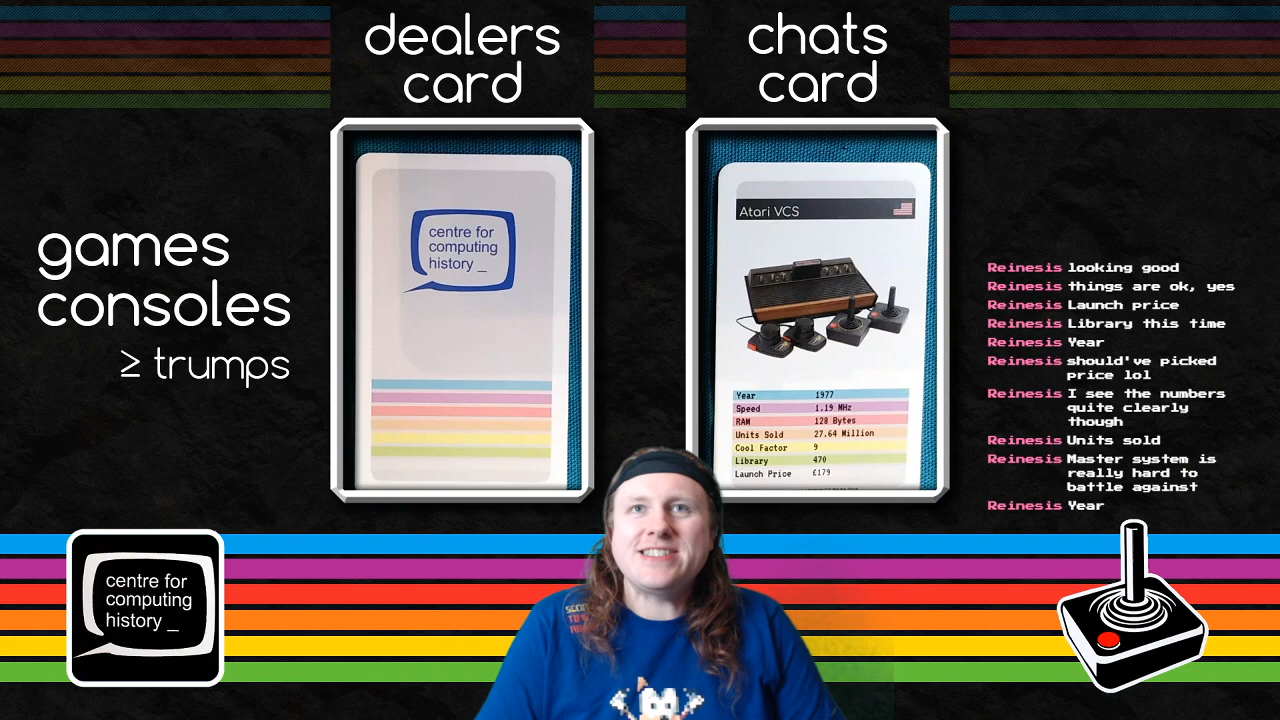 dealers
card
chats
card
games
consoles
≥ trumps
centre for
computing
history _
Atari VCS
Year 1977
Speed 1.19 MHz
RAM 128 Bytes
Units Sold 27.64 Million
Cool Factor 9
Library 470
Launch Price £179
Reinesis looking good
Reinesis things are ok, yes
Reinesis Launch price
Reinesis Library this time
Reinesis Year
Reinesis should've picked
price lol
Reinesis I see the numbers
quite clearly
though
Reinesis Units sold
Reinesis Master system is
really hard to
battle against
Reinesis Year
centre for
computing
history _